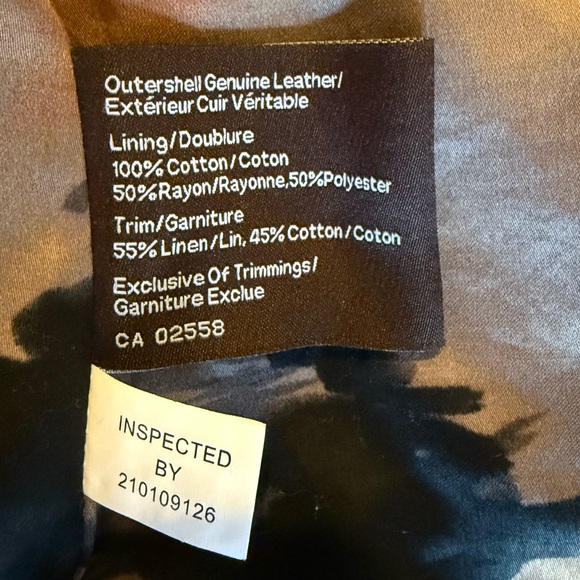 Outershell Genuine Leather/
Extérieur Cuir Véritable
Lining/Doublure
100% Cotton/Coton
50%Rayon/Rayonne,50%Polyester
Trim/Garniture
55% Linen/Lin, 45% Cotton/Coton
Exclusive Of Trimmings/
Garniture Exclue
CA 02558
INSPECTED
BY
210109126